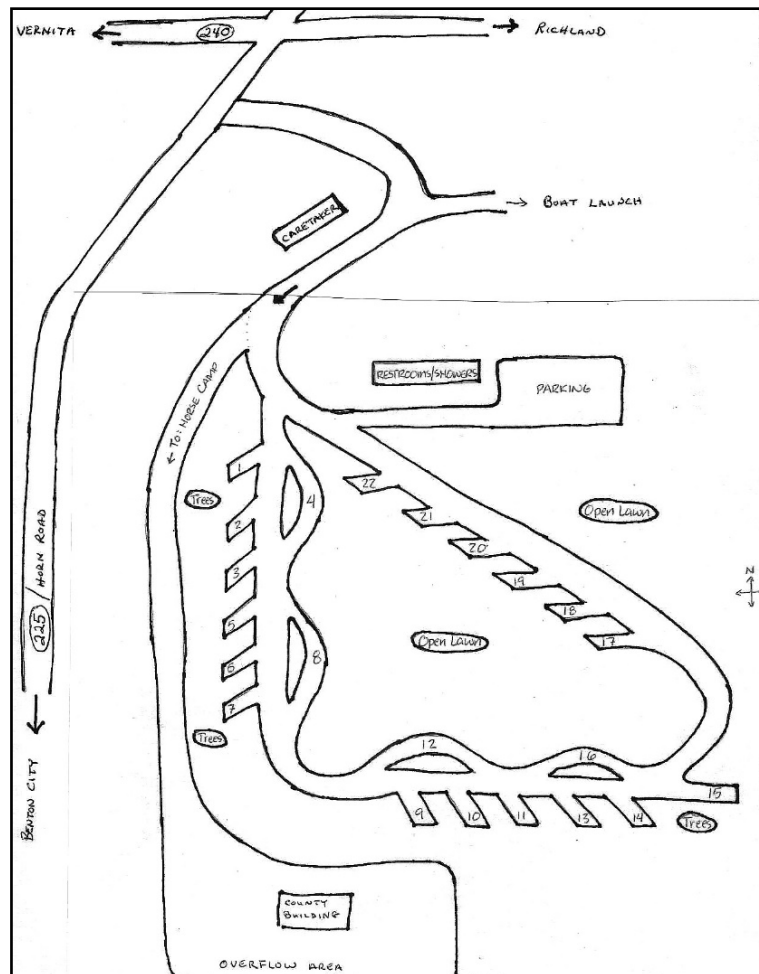 VERNITA
240
RICHLAND
BOAT LAUNCH
CARETAKER
RESTROOMS/SHOWERS
PARKING
← TO: HORSE CAMP
1
Trees
4
22
2
21
Open Lawn
20
3
19
N
18
5
17
225 / HORN ROAD
8
Open Lawn
6
7
Trees
12
16
15
9
10
11
13
14
Trees
BENTON CITY
COUNTY
BUILDING
OVERFLOW AREA